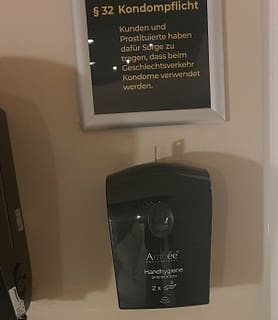 § 32 Kondompflicht
Kunden und
Prostituierte haben
dafür Sorge zu
tragen, dass beim
Geschlechtsverkehr
Kondome verwendet
werden.
Handhygiene
2 x